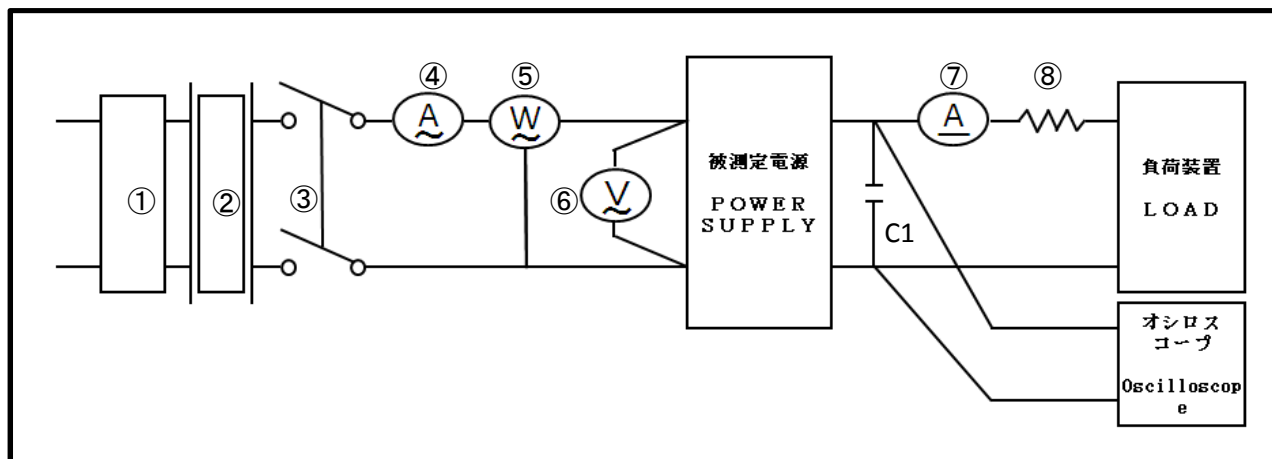 ①
②
③
④
A
⑤
W
⑥
V
被測定電源
POWER
SUPPLY
C1
⑦
A
⑧
負荷装置
LOAD
オシロス
コープ
Oscilloscop
e